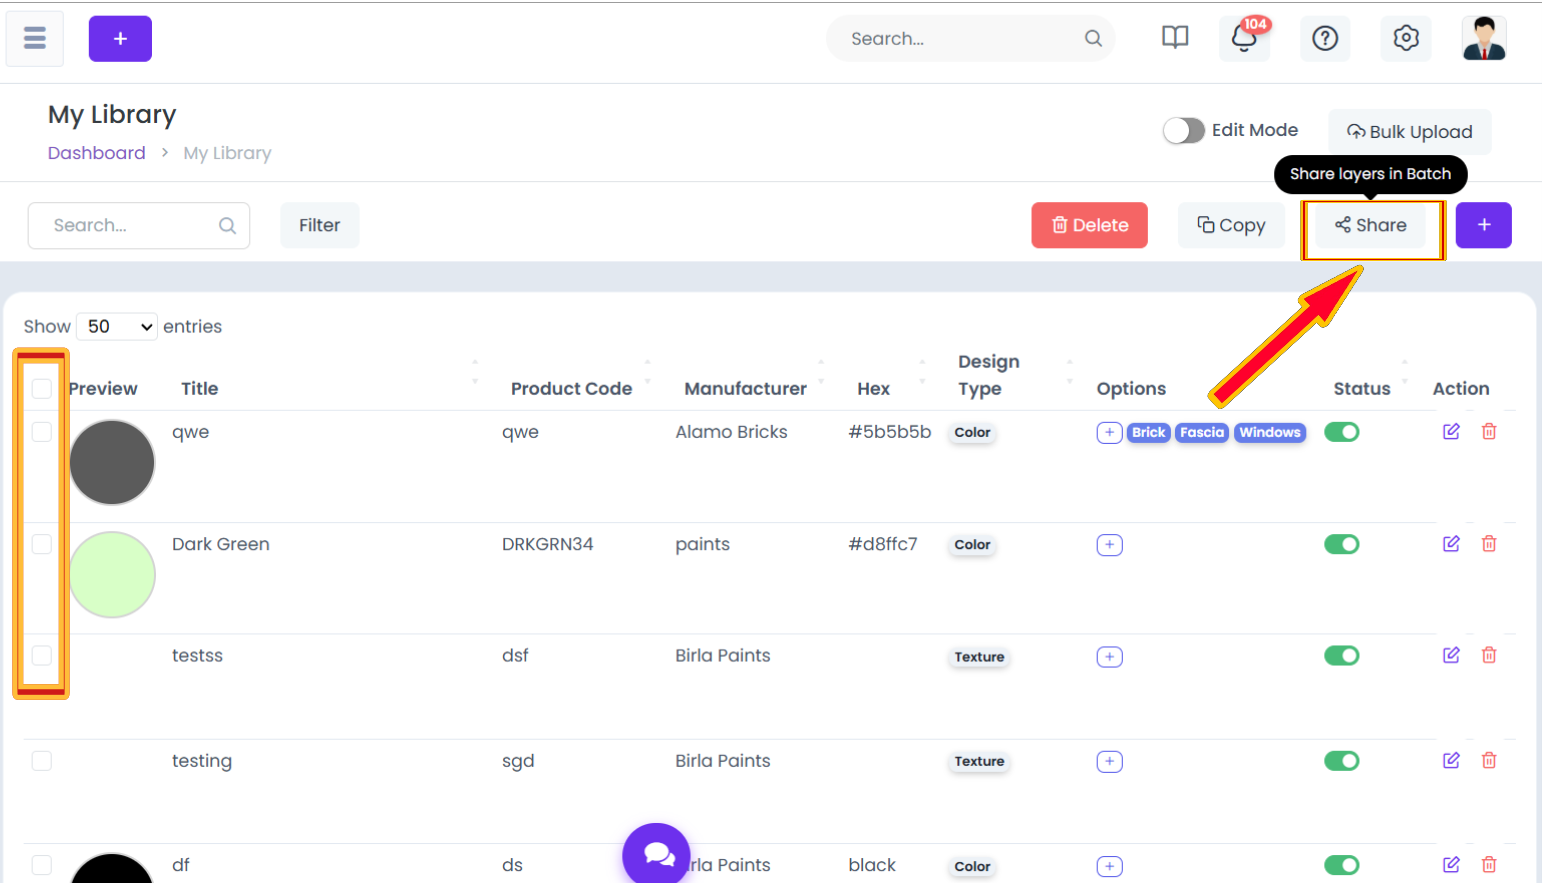 +
Search...
104
My Library
Dashboard > My Library
Edit Mode
Bulk Upload
Share layers in Batch
Search...
Filter
Delete
Copy
Share
+
Show 50 entries
Preview Title Product Code Manufacturer Hex Design Type Options Status Action
qwe qwe Alamo Bricks #5b5b5b Color + Brick Fascia Windows
Dark Green DRKGRN34 paints #d8ffc7 Color +
testss dsf Birla Paints Texture +
testing sgd Birla Paints Texture +
df ds rla Paints black Color +